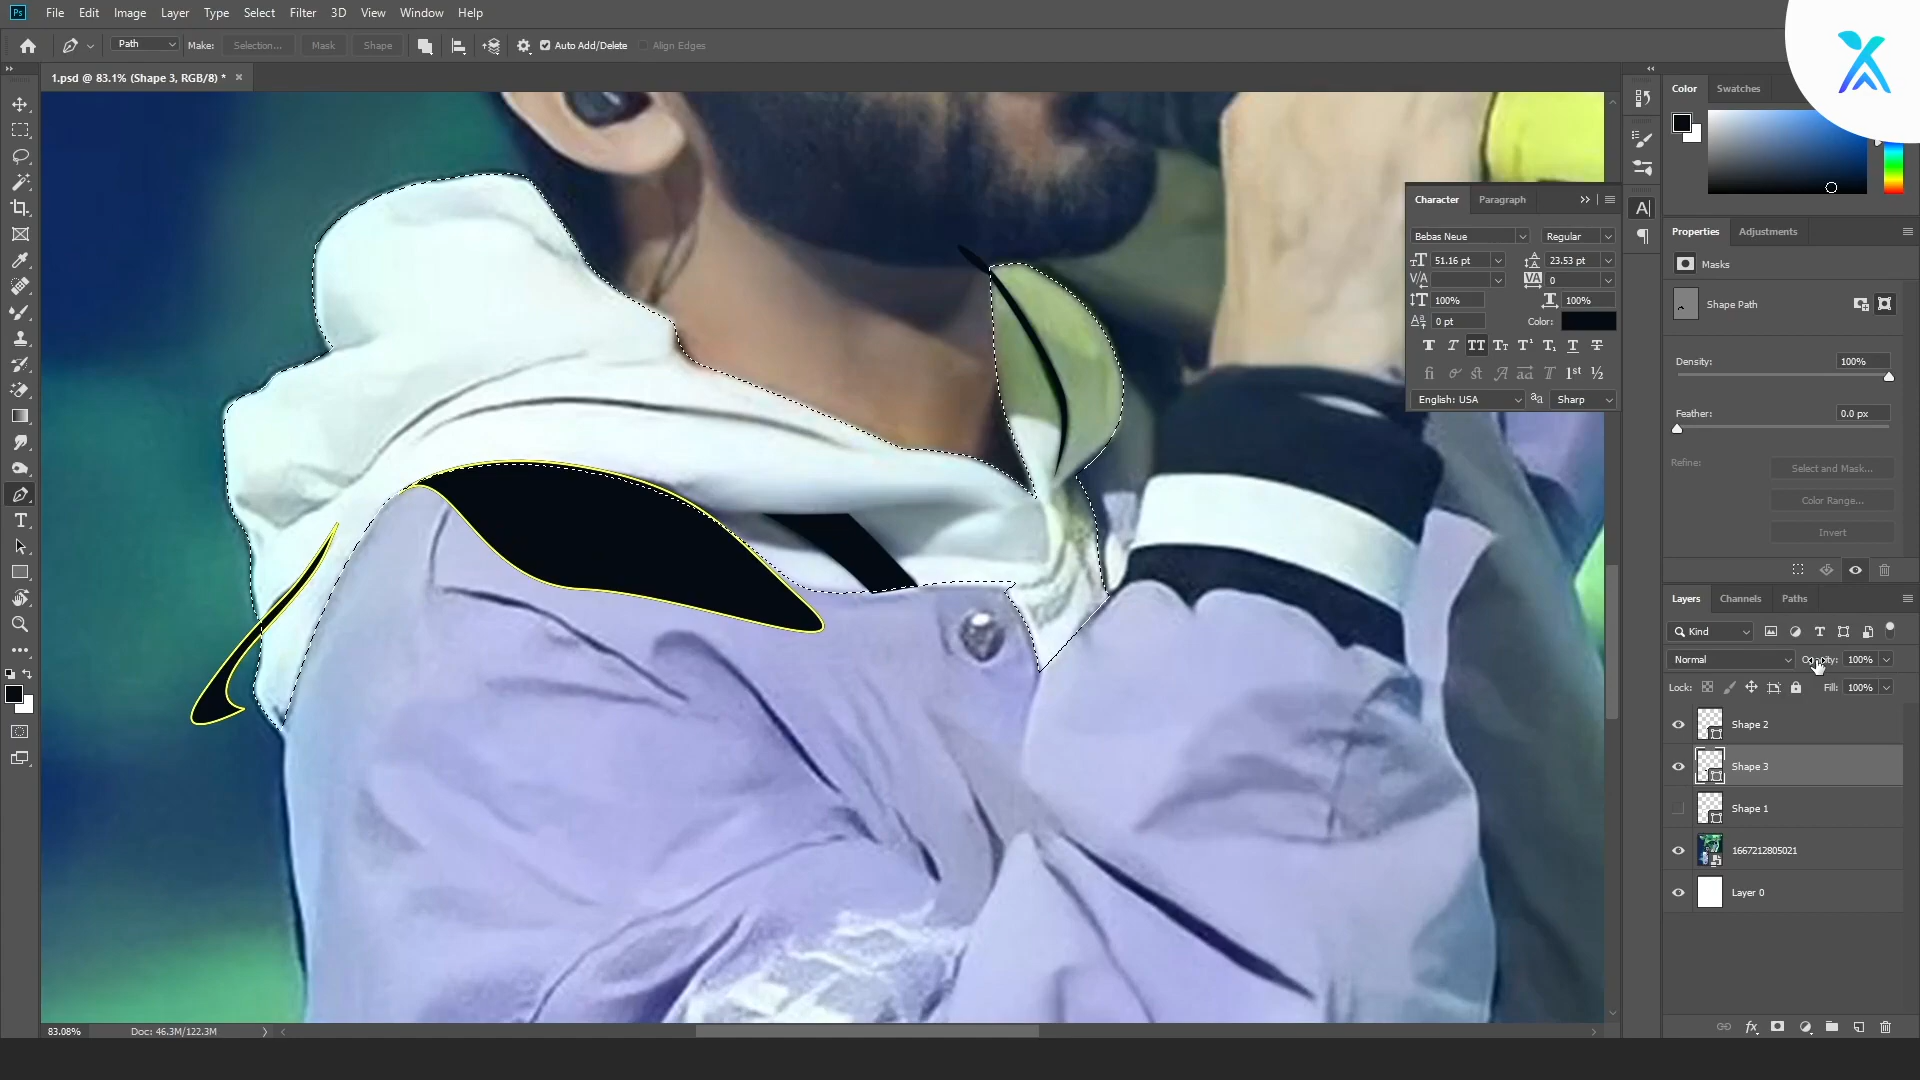 Ps File Edit Image Layer Type Select Filter 3D View Window Help
Path Make: Selection... Mask Shape Auto Add/Delete Align Edges
1.psd @ 83.1% (Shape 3, RGB/8) * ×
Color Swatches
Character Paragraph
Bebas Neue Regular
51.16 pt 23.53 pt
0
100% 100%
0 pt Color:
English: USA aa Sharp
Properties Adjustments
Masks
Shape Path
Density: 100%
Feather: 0.0 px
Refine: Select and Mask...
Color Range...
Invert
Layers Channels Paths
Kind
Normal Opacity: 100%
Lock: Fill: 100%
Shape 2
Shape 3
Shape 1
1667212805021
Layer 0
83.08% Doc: 46.3M/122.3M